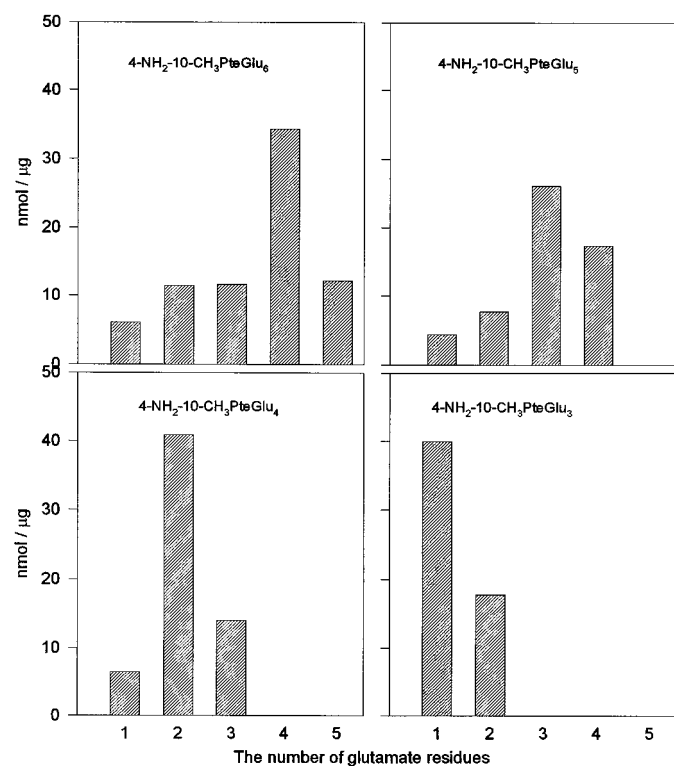 50
40
30
20
10
0
nmol / µg
4-NH₂-10-CH₃PteGlu₆
4-NH₂-10-CH₃PteGlu₅
50
40
30
20
10
0
nmol / µg
4-NH₂-10-CH₃PteGlu₄
4-NH₂-10-CH₃PteGlu₃
1 2 3 4 5 1 2 3 4 5
The number of glutamate residues